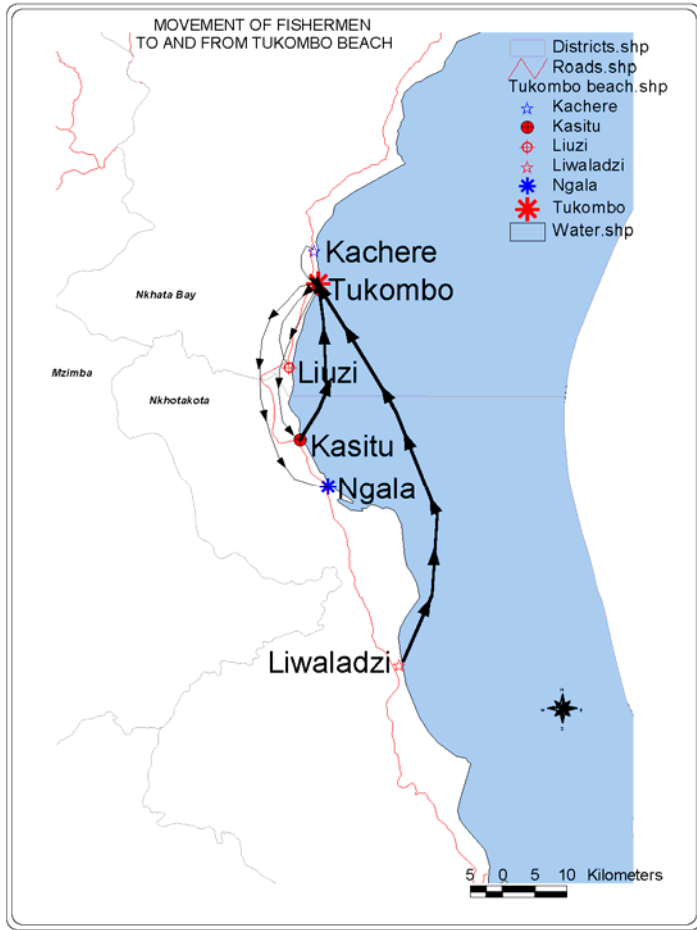 MOVEMENT OF FISHERMEN
TO AND FROM TUKOMBO BEACH
Districts.shp
Roads.shp
Tukombo beach.shp
Kachere
Kasitu
Liuzi
Liwaladzi
Ngala
Tukombo
Water.shp
Kachere
Tukombo
Nkhata Bay
Liuzi
Mzimba
Nkhotakota
Kasitu
Ngala
Liwaladzi
5 0 5 10 Kilometers